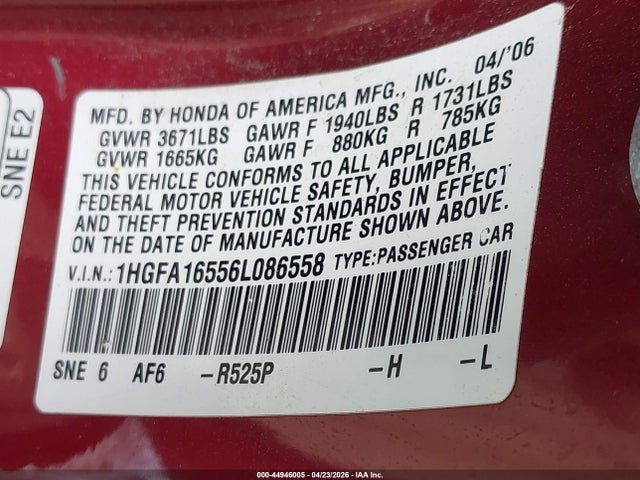 SNE E2
MFD. BY HONDA OF AMERICA MFG., INC. 04/'06
GVWR 3671LBS GAWR F 1940LBS R 1731LBS
GVWR 1665KG GAWR F 880KG R 785KG
THIS VEHICLE CONFORMS TO ALL APPLICABLE
FEDERAL MOTOR VEHICLE SAFETY, BUMPER,
AND THEFT PREVENTION STANDARDS IN EFFECT
ON THE DATE OF MANUFACTURE SHOWN ABOVE.
V.I.N.: 1HGFA16556L086558 TYPE:PASSENGER CAR
SNE 6 AF6 -R525P -H -L
000-44946005 - 04/23/2026 - IAA Inc.